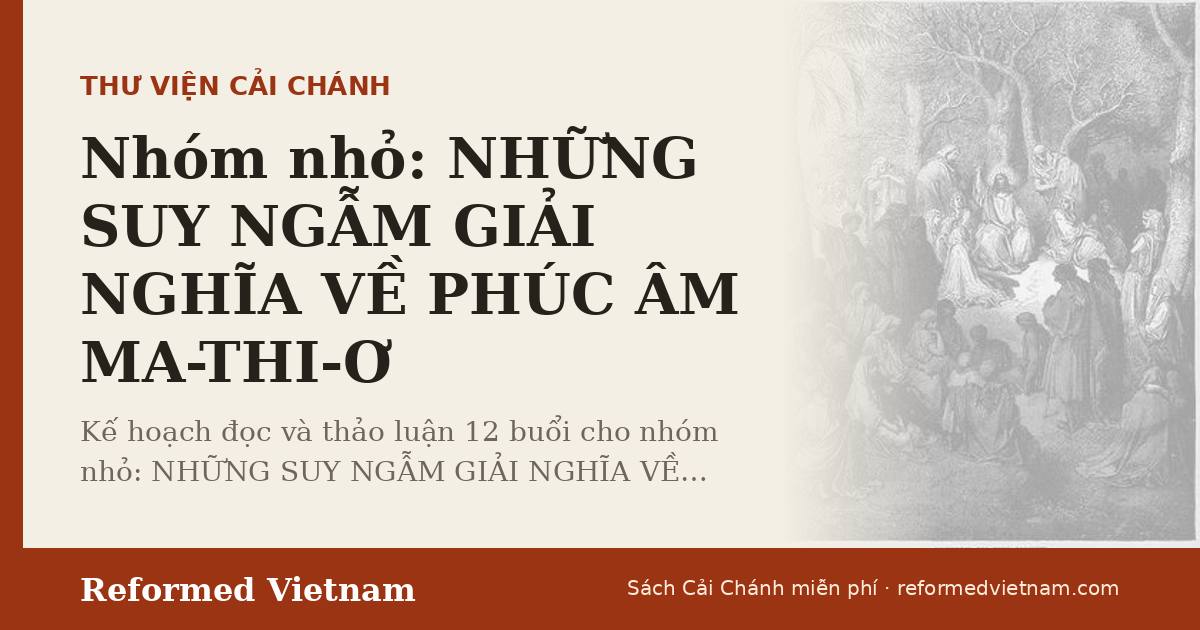 THƯ VIỆN CẢI CHÁNH
Nhóm nhỏ: NHỮNG
SUY NGẪM GIẢI
NGHĨA VỀ PHÚC ÂM
MA-THI-Ơ
Kế hoạch đọc và thảo luận 12 buổi cho nhóm
nhỏ: NHỮNG SUY NGẪM GIẢI NGHĨA VỀ...
Reformed Vietnam
Sách Cải Chánh miễn phí · reformedvietnam.com